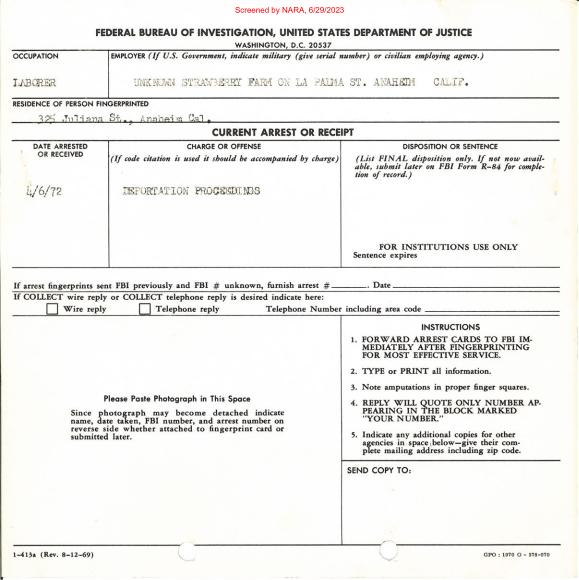 Screened by NARA, 6/29/2023
FEDERAL BUREAU OF INVESTIGATION, UNITED STATES DEPARTMENT OF JUSTICE
WASHINGTON, D.C. 20537
OCCUPATION
LABORER
EMPLOYER (If U.S. Government, indicate military (give serial number) or civilian employing agency.)
UNKNOWN STRAWBERRY FARM ON LA PALMA ST. ANAHEIM CALIF.
RESIDENCE OF PERSON FINGERPRINTED
325 Juliana St., Anaheim Cal.
CURRENT ARREST OR RECEIPT
DATE ARRESTED
OR RECEIVED
4/6/72
CHARGE OR OFFENSE
(If code citation is used it should be accompanied by charge)
DEPORTATION PROCEEDINGS
DISPOSITION OR SENTENCE
(List FINAL disposition only. If not now avail-
able, submit later on FBI Form R-84 for comple-
tion of record.)
FOR INSTITUTIONS USE ONLY
Sentence expires
If arrest fingerprints sent FBI previously and FBI # unknown, furnish arrest # . Date
If COLLECT wire reply or COLLECT telephone reply is desired indicate here:
Wire reply Telephone reply Telephone Number including area code
Please Paste Photograph in This Space
Since photograph may become detached indicate
name, date taken, FBI number, and arrest number on
reverse side whether attached to fingerprint card or
submitted later.
INSTRUCTIONS
1. FORWARD ARREST CARDS TO FBI IM-
MEDIATELY AFTER FINGERPRINTING
FOR MOST EFFECTIVE SERVICE.
2. TYPE or PRINT all information.
3. Note amputations in proper finger squares.
4. REPLY WILL QUOTE ONLY NUMBER AP-
PEARING IN THE BLOCK MARKED
"YOUR NUMBER."
5. Indicate any additional copies for other
agencies in space below—give their com-
plete mailing address including zip code.
SEND COPY TO:
1-413a (Rev. 8-12-69)
GPO : 1970 O - 378-070